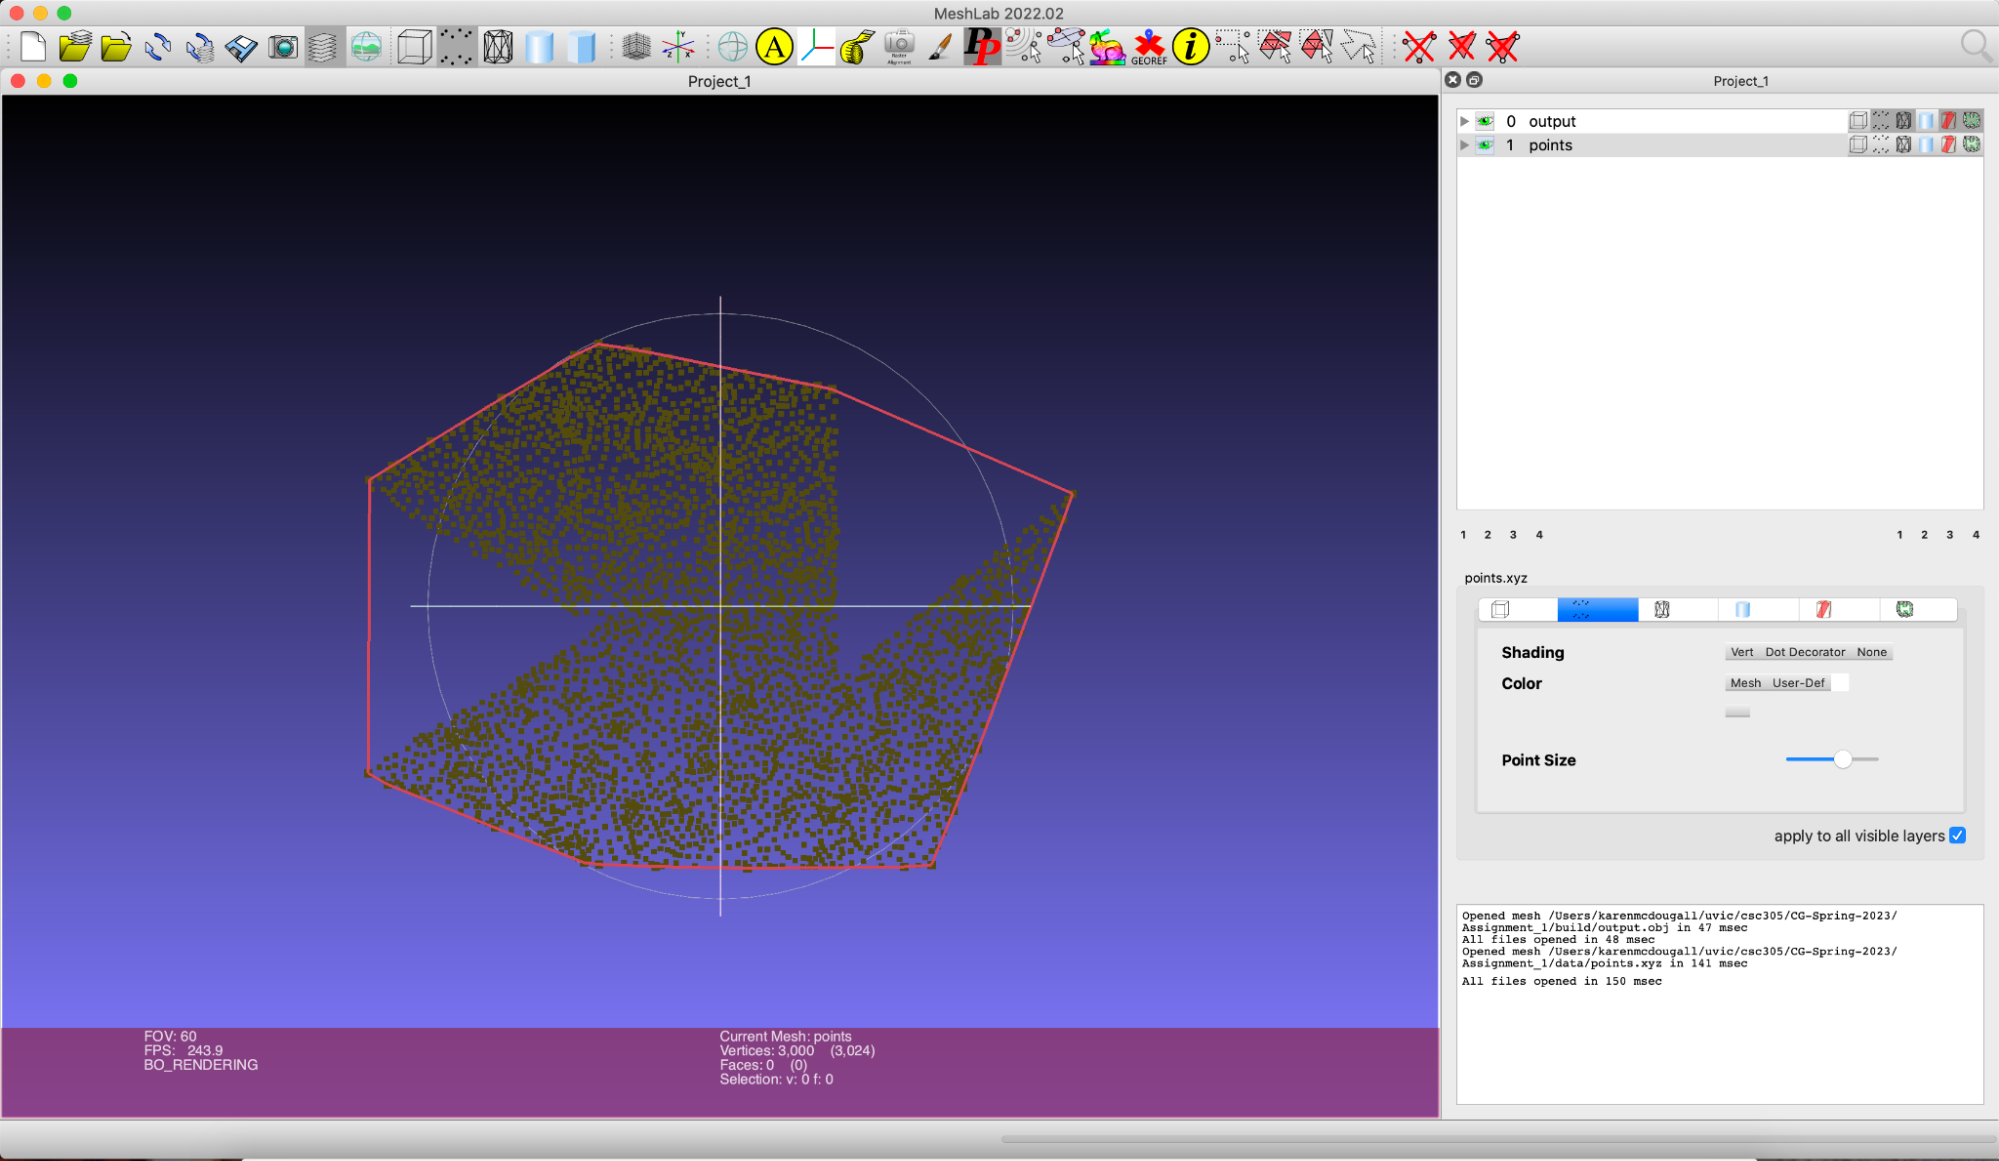 MeshLab 2022.02
A
PP
GEOREF
i
Project_1
Project_1
0 output
1 points
1 2 3 4
1 2 3 4
points.xyz
Shading
Vert Dot Decorator None
Color
Mesh User-Def
Point Size
apply to all visible layers
Opened mesh /Users/karenmcdougall/uvic/csc305/CG-Spring-2023/
Assignment_1/build/output.obj in 47 msec
All files opened in 48 msec
Opened mesh /Users/karenmcdougall/uvic/csc305/CG-Spring-2023/
Assignment_1/data/points.xyz in 141 msec
All files opened in 150 msec
FOV: 60
FPS: 243.9
BO_RENDERING
Current Mesh: points
Vertices: 3,000 (3,024)
Faces: 0 (0)
Selection: v: 0 f: 0